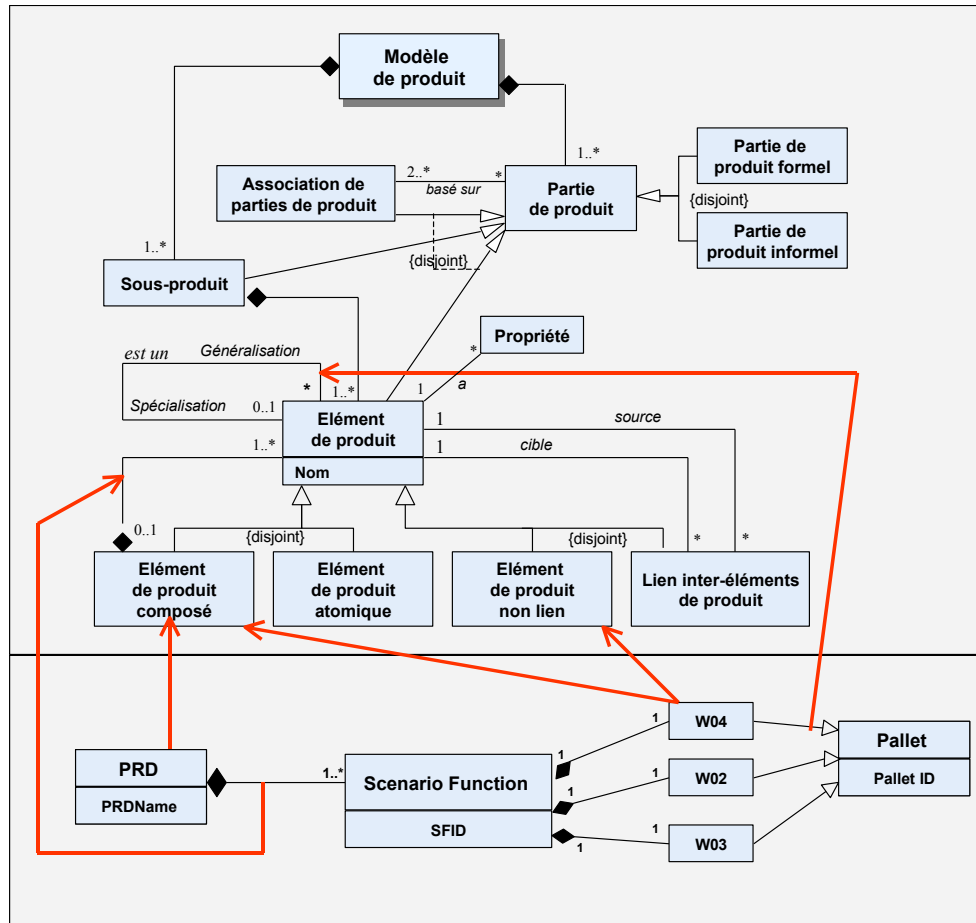 Modèle
de produit
1..*
Partie de
produit formel
Association de
parties de produit
2..*
*
basé sur
Partie
de produit
{disjoint}
Partie de
produit informel
1..*
{disjoint}
Sous-produit
Propriété
est un
Généralisation
*
a
*
1..*
1
Spécialisation
0..1
Elément
de produit
1
source
1..*
1
cible
Nom
0..1
{disjoint}
{disjoint}
*
*
Elément
de produit
composé
Elément
de produit
atomique
Elément
de produit
non lien
Lien inter-éléments
de produit
1
W04
1
Pallet
PRD
1..*
Scenario Function
1
W02
Pallet ID
PRDName
1
SFID
1
W03
1